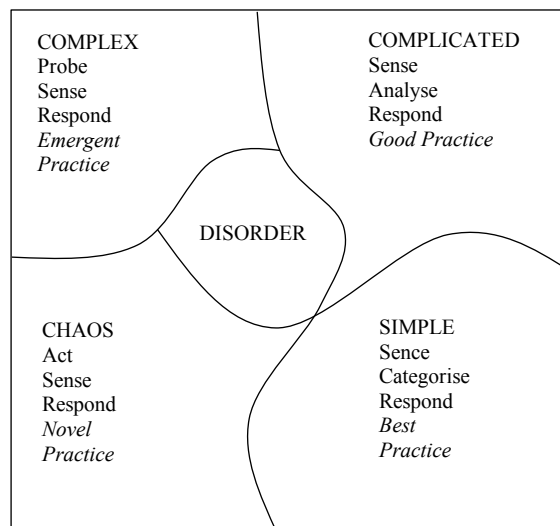 COMPLEX
Probe
Sense
Respond
Emergent
Practice
COMPLICATED
Sense
Analyse
Respond
Good Practice
DISORDER
CHAOS
Act
Sense
Respond
Novel
Practice
SIMPLE
Sence
Categorise
Respond
Best
Practice